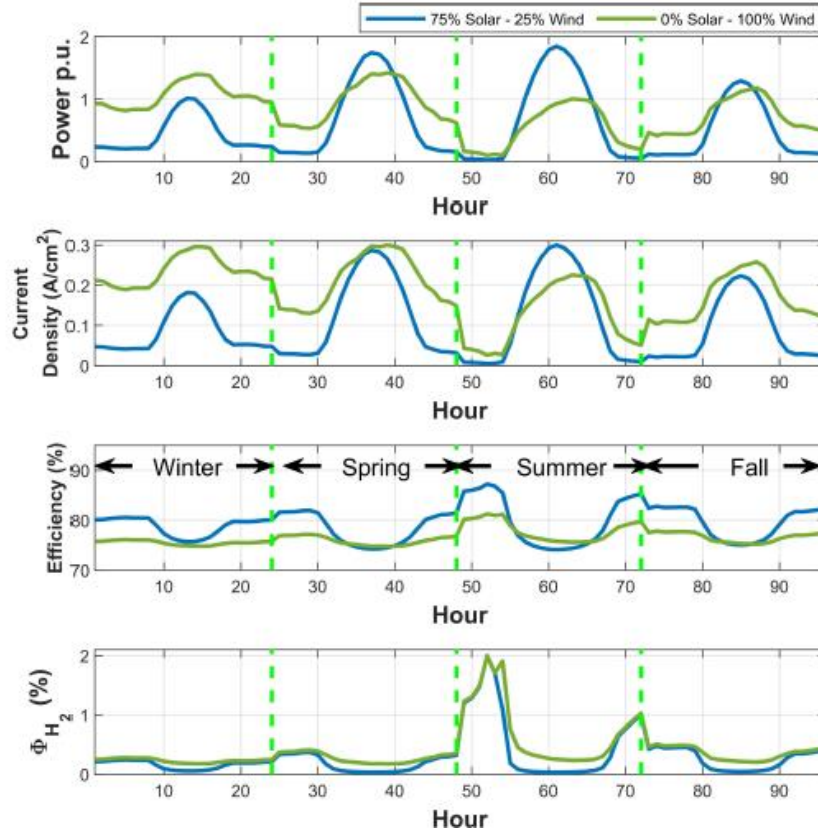 75% Solar - 25% Wind 0% Solar - 100% Wind
2
1
0
Power p.u.
10 20 30 40 50 60 70 80 90
Hour
0.3
0.2
0.1
0
Current
Density (A/cm²)
10 20 30 40 50 60 70 80 90
Hour
90
80
70
Efficiency (%)
Winter Spring Summer Fall
10 20 30 40 50 60 70 80 90
Hour
2
1
0
Φ_H₂ (%)
10 20 30 40 50 60 70 80 90
Hour